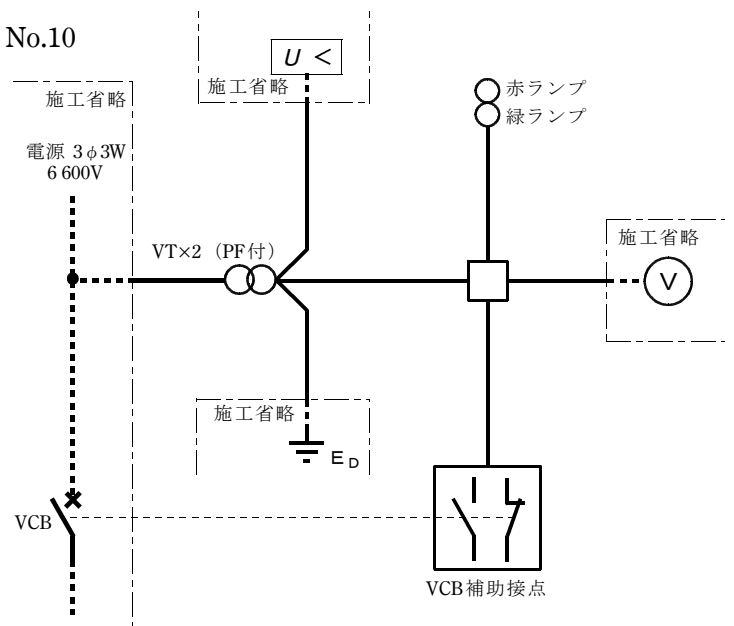 No.10
U <
施工省略
施工省略
赤ランプ
緑ランプ
電源 3φ3W
6 600V
VT×2 (PF付)
施工省略
V
施工省略
ED
VCB
VCB補助接点